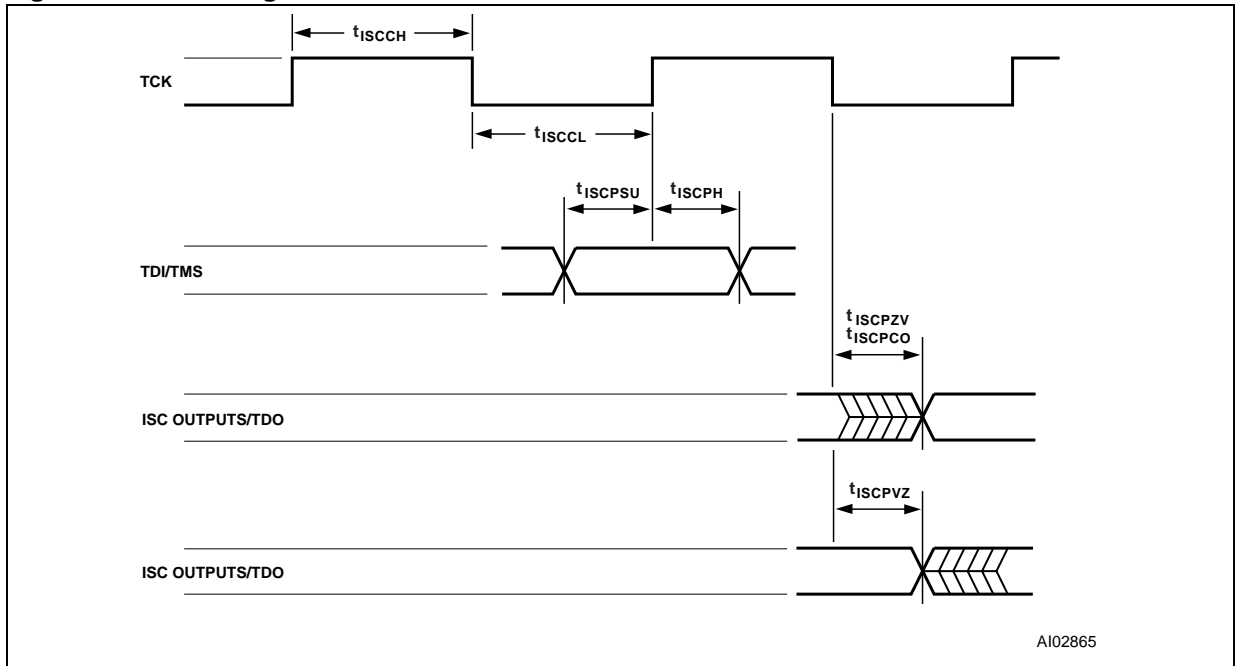 tISCCH
TCK
tISCCL
tISCPSU
tISCPH
TDI/TMS
tISCPZV
tISCPCO
ISC OUTPUTS/TDO
tISCPVZ
ISC OUTPUTS/TDO
AI02865